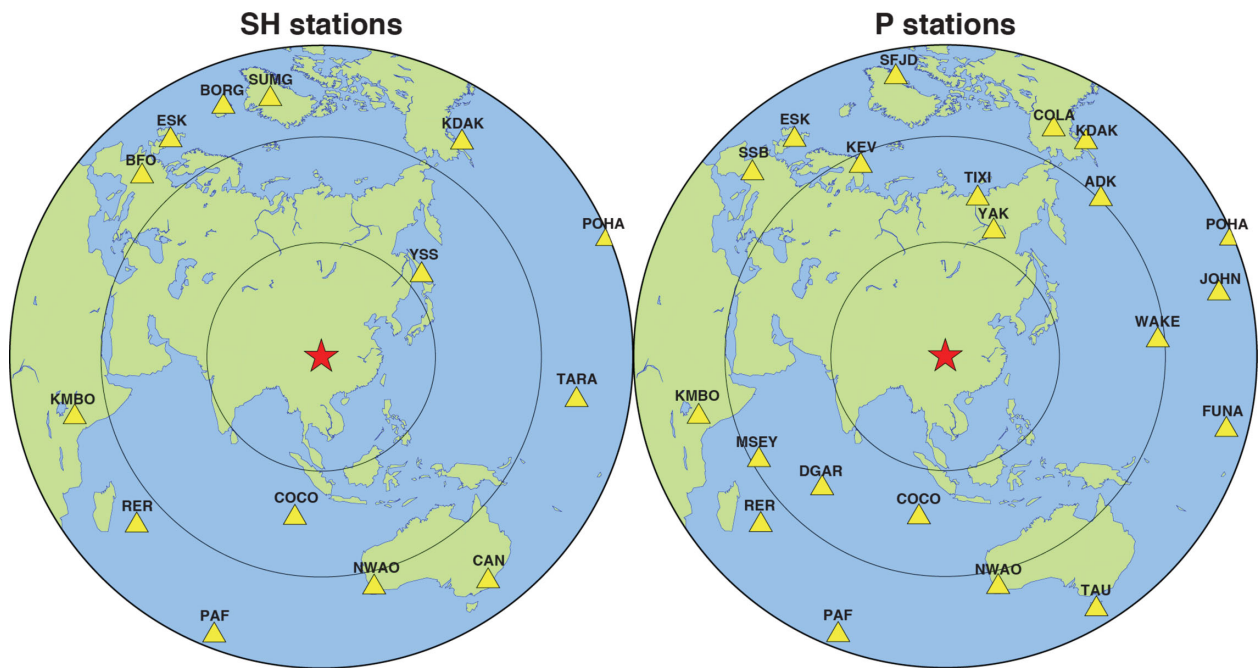 SH stations
SUMG
BORG
ESK
KDAK
BFO
POHA
YSS
TARA
KMBO
RER
COCO
CAN
NWAO
PAF
P stations
SFJD
COLA
ESK
KDAK
KEV
SSB
TIXI
ADK
YAK
POHA
JOHN
WAKE
KMBO
FUNA
MSEY
DGAR
COCO
RER
NWAO
TAU
PAF